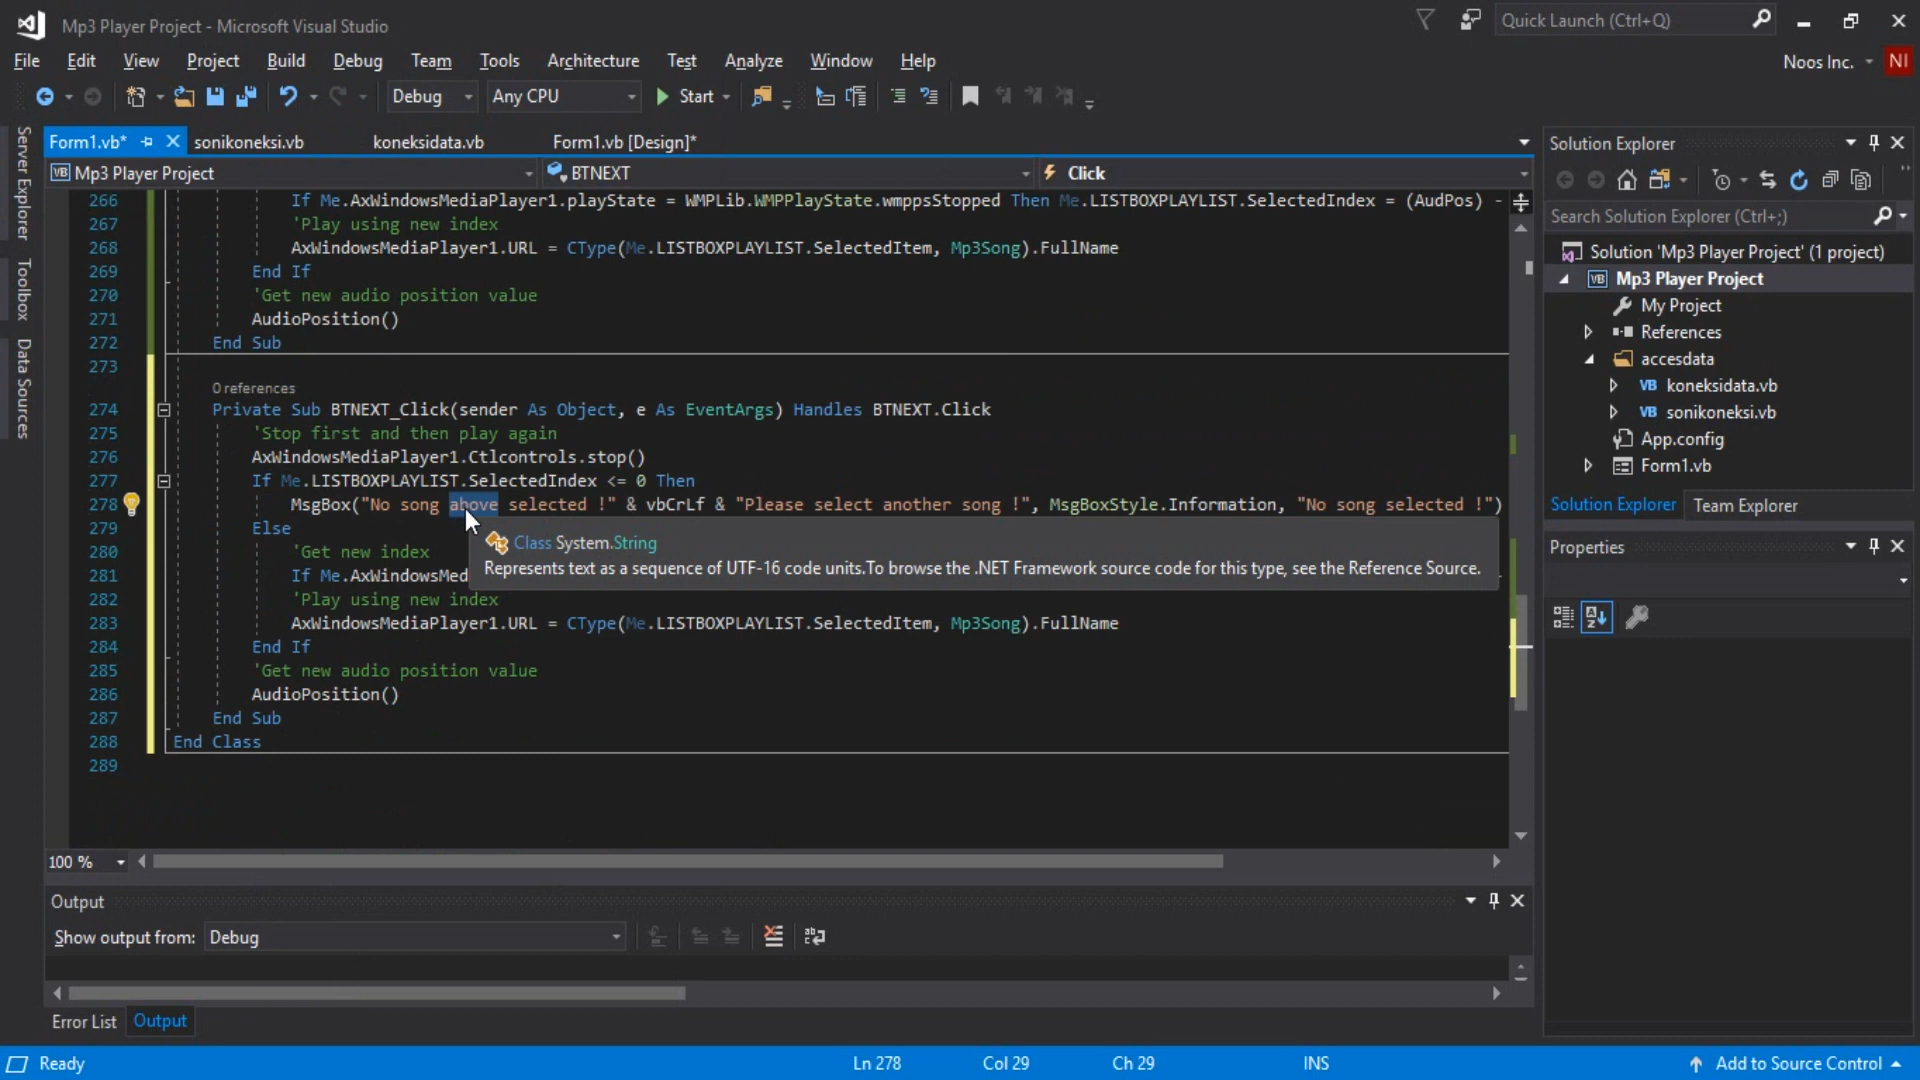 Mp3 Player Project - Microsoft Visual Studio
Quick Launch (Ctrl+Q)
File Edit View Project Build Debug Team Tools Architecture Test Analyze Window Help
Noos Inc. NI
Debug Any CPU Start
Server Explorer
Toolbox
Data Sources
Form1.vb* sonikoneksi.vb koneksidata.vb Form1.vb [Design]*
VB Mp3 Player Project BTNEXT Click
266 If Me.AxWindowsMediaPlayer1.playState = WMPLib.WMPPlayState.wmppsStopped Then Me.LISTBOXPLAYLIST.SelectedIndex = (AudPos) -
267 'Play using new index
268 AxWindowsMediaPlayer1.URL = CType(Me.LISTBOXPLAYLIST.SelectedItem, Mp3Song).FullName
269 End If
270 'Get new audio position value
271 AudioPosition()
272 End Sub
273
0 references
274 Private Sub BTNEXT_Click(sender As Object, e As EventArgs) Handles BTNEXT.Click
275 'Stop first and then play again
276 AxWindowsMediaPlayer1.Ctlcontrols.stop()
277 If Me.LISTBOXPLAYLIST.SelectedIndex <= 0 Then
278 MsgBox("No song above selected !" & vbCrLf & "Please select another song !", MsgBoxStyle.Information, "No song selected !")
279 Else
Class System.String
280 'Get new index
Represents text as a sequence of UTF-16 code units.To browse the .NET Framework source code for this type, see the Reference Source.
281 If Me.AxWindowsMed
282 'Play using new index
283 AxWindowsMediaPlayer1.URL = CType(Me.LISTBOXPLAYLIST.SelectedItem, Mp3Song).FullName
284 End If
285 'Get new audio position value
286 AudioPosition()
287 End Sub
288 End Class
289
100 %
Output
Show output from: Debug
Error List Output
Solution Explorer
Search Solution Explorer (Ctrl+;)
Solution 'Mp3 Player Project' (1 project)
VB Mp3 Player Project
My Project
References
accesdata
VB koneksidata.vb
VB sonikoneksi.vb
App.config
Form1.vb
Solution Explorer Team Explorer
Properties
Ready Ln 278 Col 29 Ch 29 INS Add to Source Control